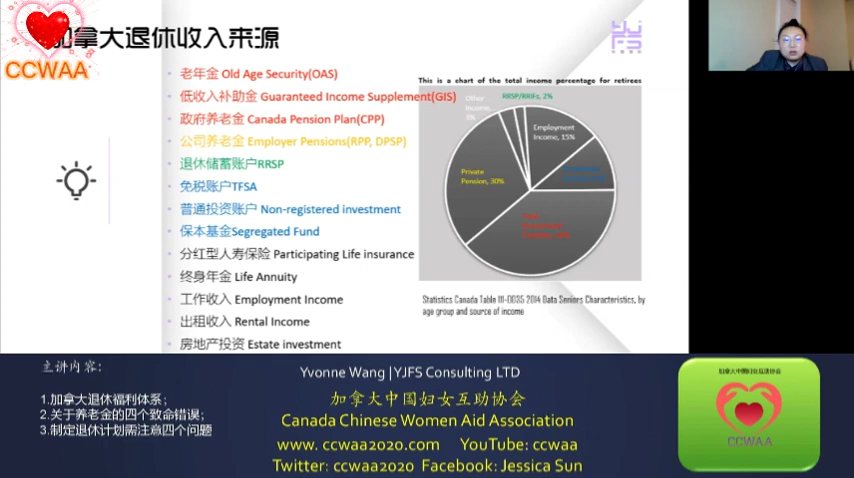 加拿大退休收入来源
CCWAA
YJFS
老年金 Old Age Security(OAS)
低收入补助金 Guaranteed Income Supplement(GIS)
政府养老金 Canada Pension Plan(CPP)
公司养老金 Employer Pensions(RPP, DPSP)
退休储蓄账户RRSP
免税账户TFSA
普通投资账户 Non-registered investment
保本基金Segregated Fund
分红型人寿保险 Participating Life insurance
终身年金 Life Annuity
工作收入 Employment Income
出租收入 Rental Income
房地产投资 Estate investment
This is a chart of the total income percentage for retirees
Other
Income,
3%
RRSP/RRIFs, 2%
Employment
Income, 15%
Private
Pension, 30%
Statistics Canada Table 111-0035 2014 Data Seniors Characteristics, by
age group and source of income
主讲内容:
1.加拿大退休福利体系;
2.关于养老金的四个致命错误;
3.制定退休计划需注意四个问题
Yvonne Wang | YJFS Consulting LTD
加拿大中国妇女互助协会
Canada Chinese Women Aid Association
www. ccwaa2020.com YouTube: ccwaa
Twitter: ccwaa2020 Facebook: Jessica Sun
加拿大中国妇女互助协会
CCWAA